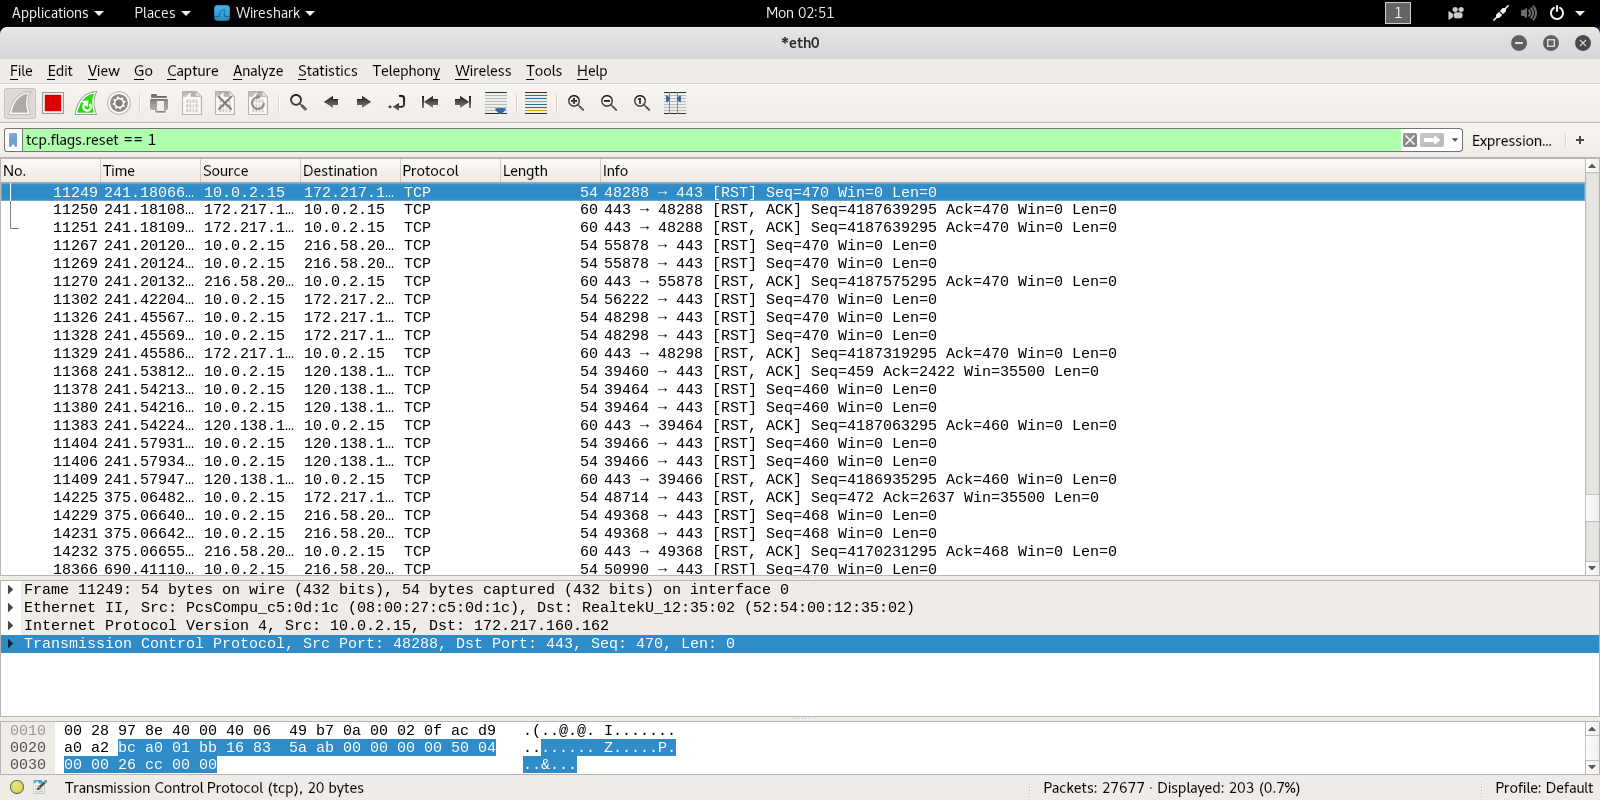 Applications Places Wireshark Mon 02:51 1
*eth0
File Edit View Go Capture Analyze Statistics Telephony Wireless Tools Help
tcp.flags.reset == 1 Expression... +
No. Time Source Destination Protocol Length Info
11249 241.18066… 10.0.2.15 172.217.1… TCP 54 48288 → 443 [RST] Seq=470 Win=0 Len=0
11250 241.18108… 172.217.1… 10.0.2.15 TCP 60 443 → 48288 [RST, ACK] Seq=4187639295 Ack=470 Win=0 Len=0
11251 241.18109… 172.217.1… 10.0.2.15 TCP 60 443 → 48288 [RST, ACK] Seq=4187639295 Ack=470 Win=0 Len=0
11267 241.20120… 10.0.2.15 216.58.20… TCP 54 55878 → 443 [RST] Seq=470 Win=0 Len=0
11269 241.20124… 10.0.2.15 216.58.20… TCP 54 55878 → 443 [RST] Seq=470 Win=0 Len=0
11270 241.20132… 216.58.20… 10.0.2.15 TCP 60 443 → 55878 [RST, ACK] Seq=4187575295 Ack=470 Win=0 Len=0
11302 241.42204… 10.0.2.15 172.217.2… TCP 54 56222 → 443 [RST] Seq=470 Win=0 Len=0
11326 241.45567… 10.0.2.15 172.217.1… TCP 54 48298 → 443 [RST] Seq=470 Win=0 Len=0
11328 241.45569… 10.0.2.15 172.217.1… TCP 54 48298 → 443 [RST] Seq=470 Win=0 Len=0
11329 241.45586… 172.217.1… 10.0.2.15 TCP 60 443 → 48298 [RST, ACK] Seq=4187319295 Ack=470 Win=0 Len=0
11368 241.53812… 10.0.2.15 120.138.1… TCP 54 39460 → 443 [RST, ACK] Seq=459 Ack=2422 Win=35500 Len=0
11378 241.54213… 10.0.2.15 120.138.1… TCP 54 39464 → 443 [RST] Seq=460 Win=0 Len=0
11380 241.54216… 10.0.2.15 120.138.1… TCP 54 39464 → 443 [RST] Seq=460 Win=0 Len=0
11383 241.54224… 120.138.1… 10.0.2.15 TCP 60 443 → 39464 [RST, ACK] Seq=4187063295 Ack=460 Win=0 Len=0
11404 241.57931… 10.0.2.15 120.138.1… TCP 54 39466 → 443 [RST] Seq=460 Win=0 Len=0
11406 241.57934… 10.0.2.15 120.138.1… TCP 54 39466 → 443 [RST] Seq=460 Win=0 Len=0
11409 241.57947… 120.138.1… 10.0.2.15 TCP 60 443 → 39466 [RST, ACK] Seq=4186935295 Ack=460 Win=0 Len=0
14225 375.06482… 10.0.2.15 172.217.1… TCP 54 48714 → 443 [RST, ACK] Seq=472 Ack=2637 Win=35500 Len=0
14229 375.06640… 10.0.2.15 216.58.20… TCP 54 49368 → 443 [RST] Seq=468 Win=0 Len=0
14231 375.06642… 10.0.2.15 216.58.20… TCP 54 49368 → 443 [RST] Seq=468 Win=0 Len=0
14232 375.06655… 216.58.20… 10.0.2.15 TCP 60 443 → 49368 [RST, ACK] Seq=4170231295 Ack=468 Win=0 Len=0
18366 690.41110… 10.0.2.15 216.58.20… TCP 54 50990 → 443 [RST] Seq=470 Win=0 Len=0
Frame 11249: 54 bytes on wire (432 bits), 54 bytes captured (432 bits) on interface 0
Ethernet II, Src: PcsCompu_c5:0d:1c (08:00:27:c5:0d:1c), Dst: RealtekU_12:35:02 (52:54:00:12:35:02)
Internet Protocol Version 4, Src: 10.0.2.15, Dst: 172.217.160.162
Transmission Control Protocol, Src Port: 48288, Dst Port: 443, Seq: 470, Len: 0
0010 00 28 97 8e 40 00 40 06 49 b7 0a 00 02 0f ac d9 .(..@.@. I.......
0020 a0 a2 bc a0 01 bb 16 83 5a ab 00 00 00 00 50 04 ........ Z.....P.
0030 00 00 26 cc 00 00 ..&...
Transmission Control Protocol (tcp), 20 bytes Packets: 27677 · Displayed: 203 (0.7%) Profile: Default